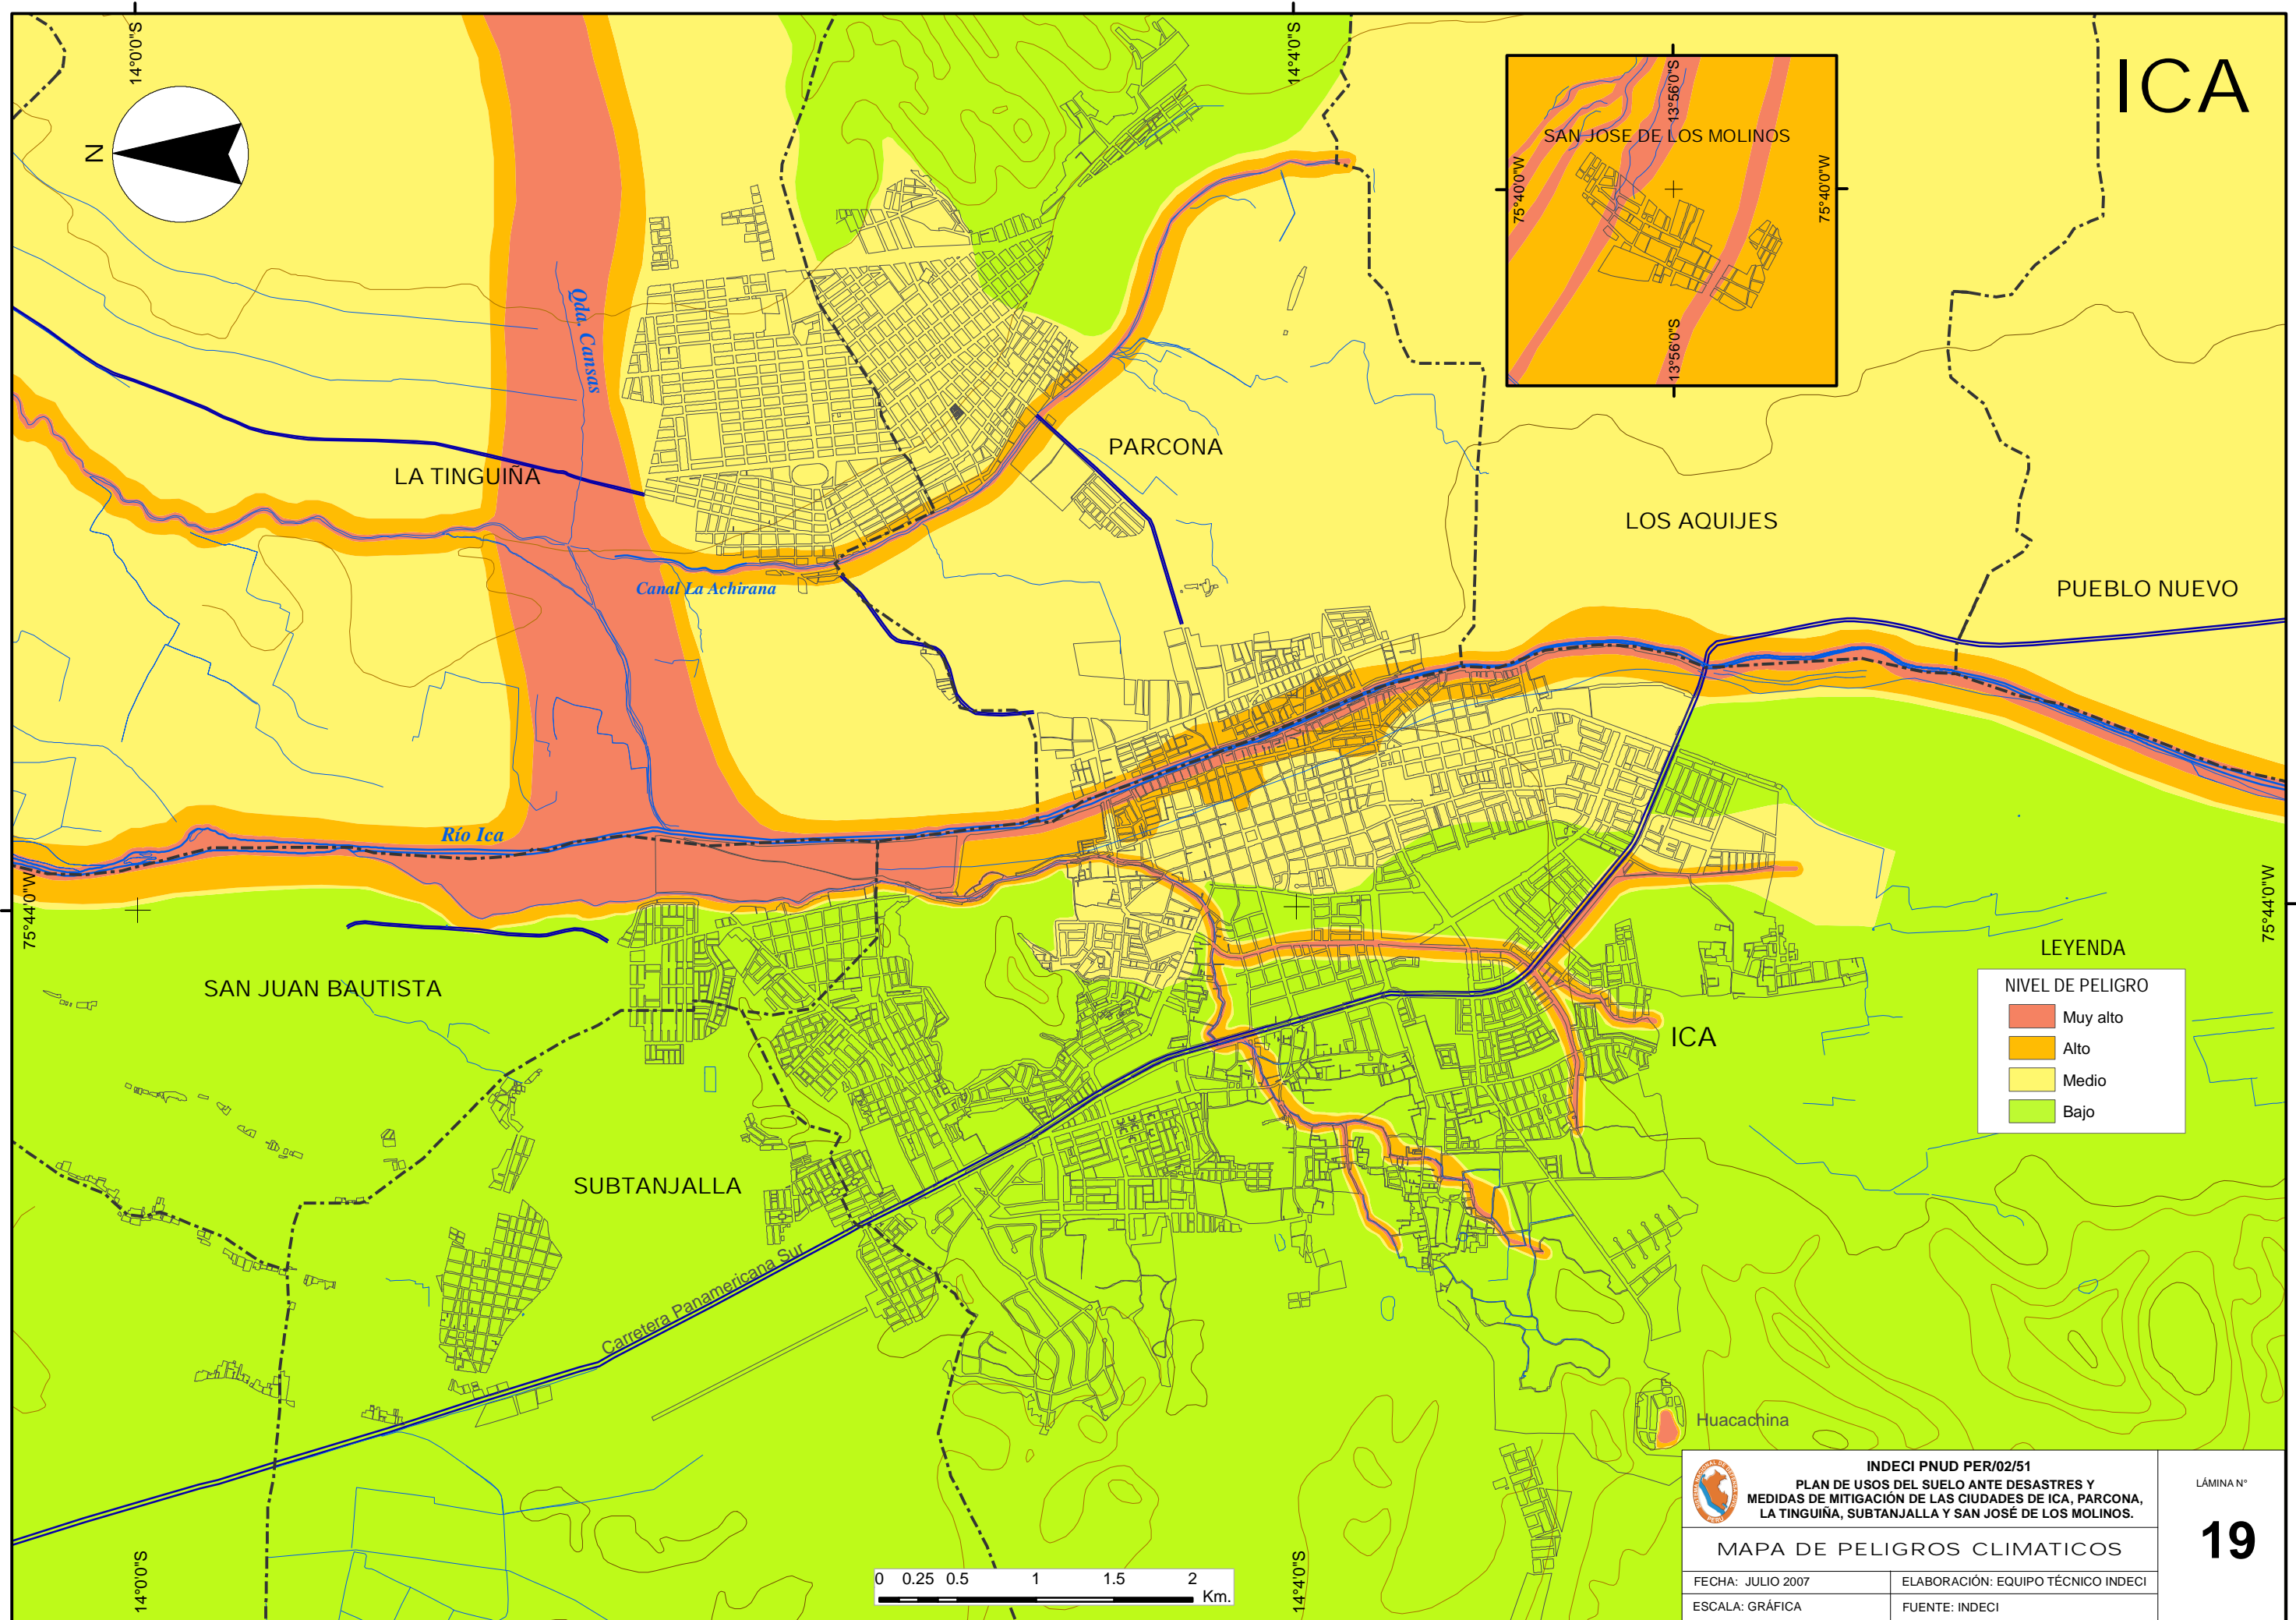 ICA
14°0'0"S
14°4'0"S
N
13°56'0"S
SAN JOSE DE LOS MOLINOS
75°40'0"W
75°40'0"W
13°56'0"S
Qda. Cansas
LA TINGUIÑA
PARCONA
LOS AQUIJES
PUEBLO NUEVO
Canal La Achirana
Río Ica
75°44'0"W
75°44'0"W
SAN JUAN BAUTISTA
ICA
SUBTANJALLA
Carretera Panamericana Sur
Huacachina
LEYENDA
NIVEL DE PELIGRO
Muy alto
Alto
Medio
Bajo
14°0'0"S
14°4'0"S
0 0.25 0.5 1 1.5 2
Km.
INDECI PNUD PER/02/51
PLAN DE USOS DEL SUELO ANTE DESASTRES Y
MEDIDAS DE MITIGACIÓN DE LAS CIUDADES DE ICA, PARCONA,
LA TINGUIÑA, SUBTANJALLA Y SAN JOSÉ DE LOS MOLINOS.
MAPA DE PELIGROS CLIMATICOS
FECHA: JULIO 2007
ELABORACIÓN: EQUIPO TÉCNICO INDECI
ESCALA: GRÁFICA
FUENTE: INDECI
LÁMINA N°
19